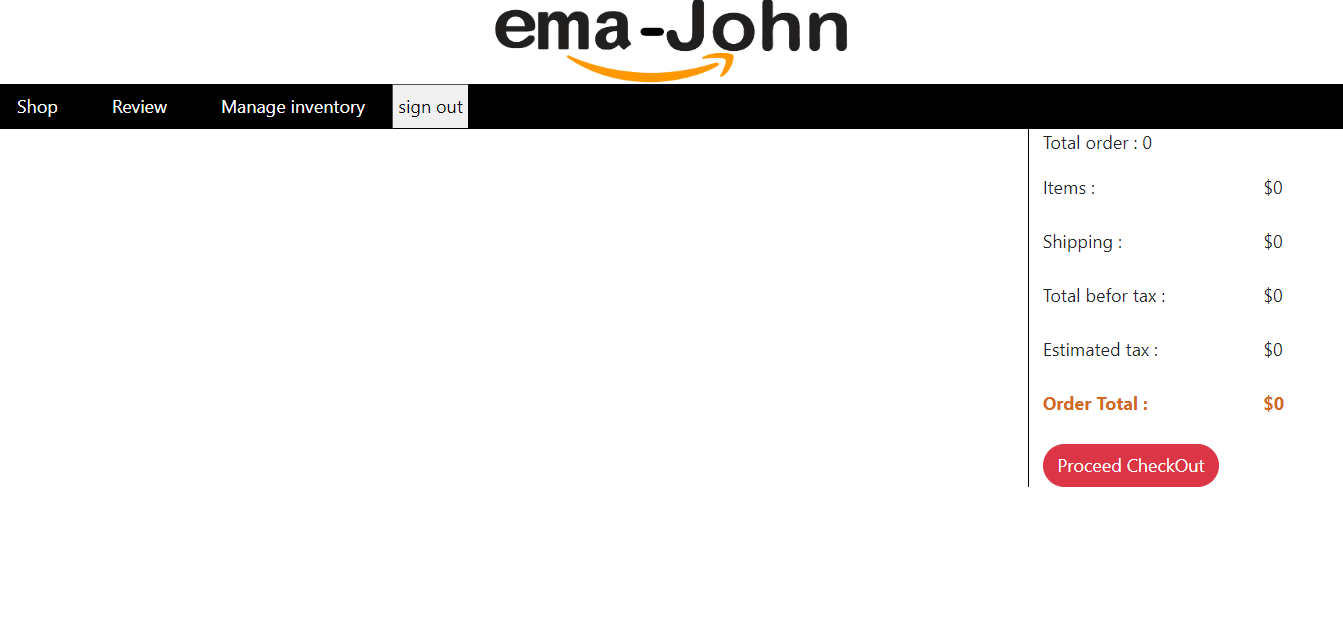 ema-John
Shop Review Manage inventory sign out
Total order : 0
Items : $0
Shipping : $0
Total befor tax : $0
Estimated tax : $0
Order Total : $0
Proceed CheckOut